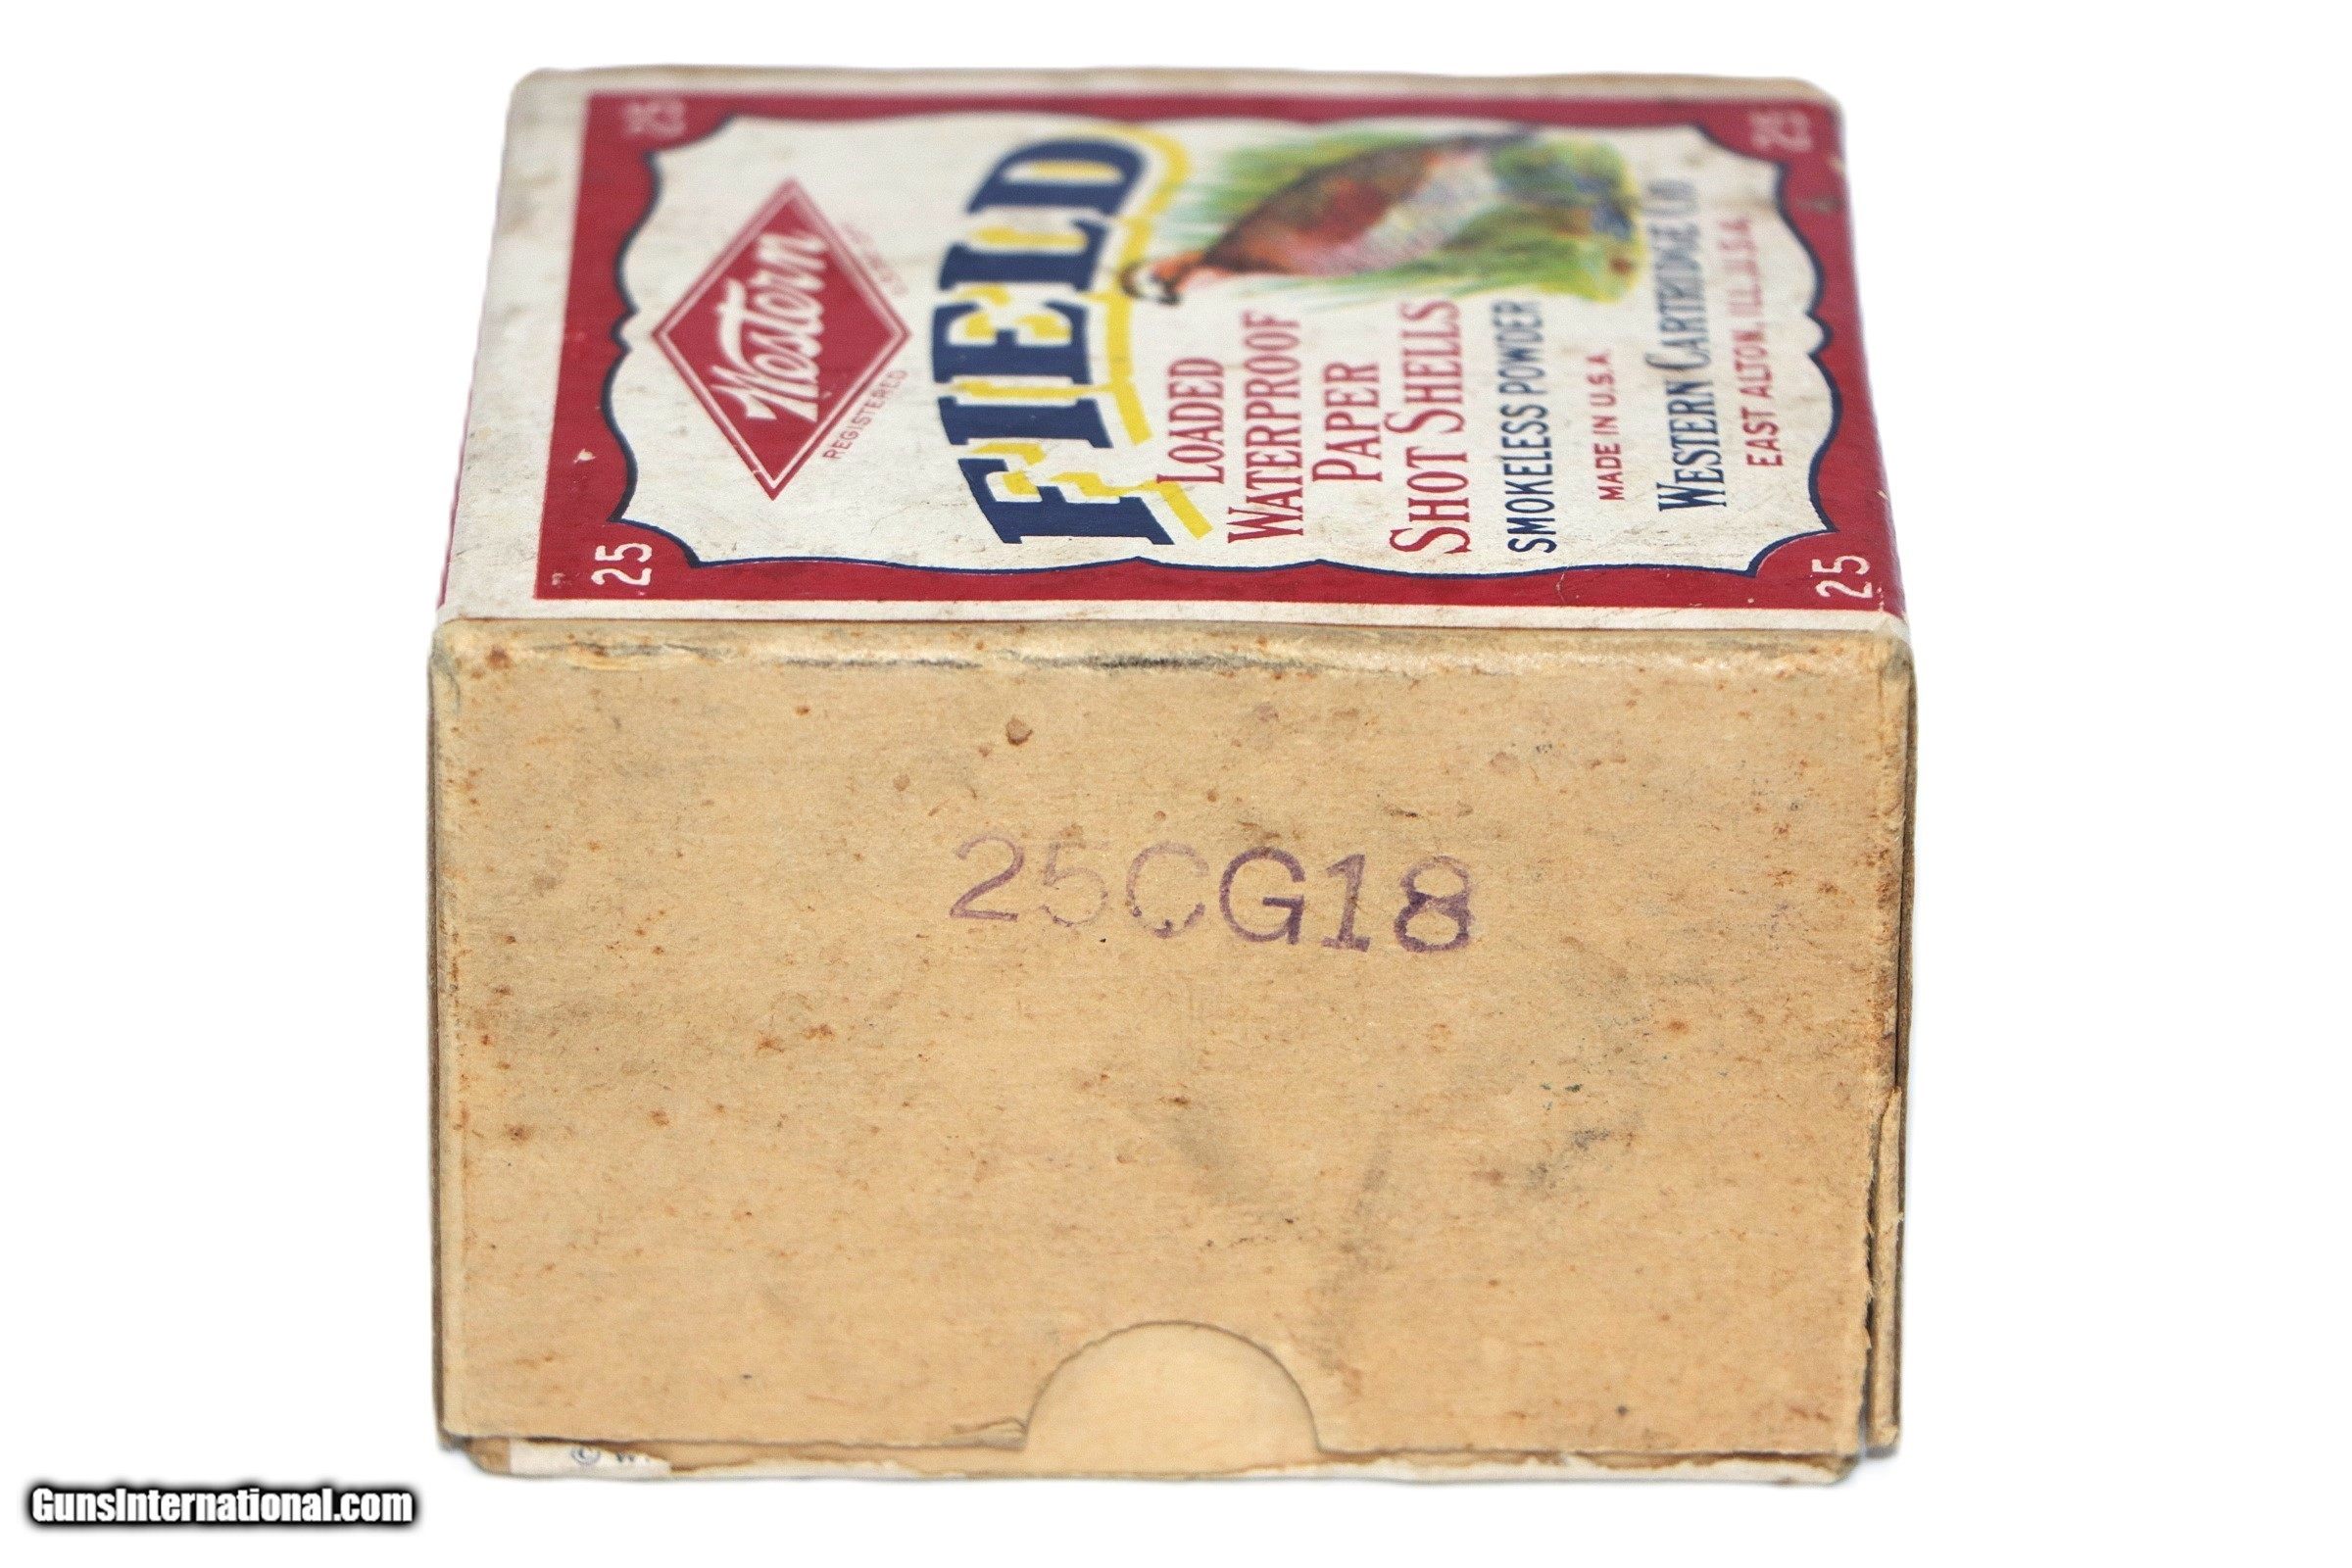 25
25
Western
REGISTERED
FIELD
LOADED
WATERPROOF
PAPER
SHOT SHELLS
SMOKELESS POWDER
MADE IN U.S.A.
WESTERN CARTRIDGE CO.
EAST ALTON, ILL., U.S.A.
25
25
25CG18
©
GunsInternational.com